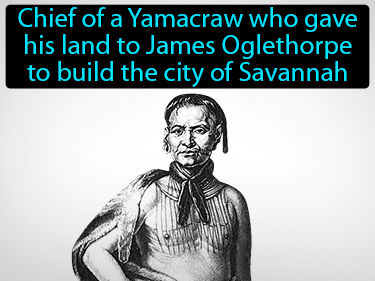 Chief of a Yamacraw who gave
his land to James Oglethorpe
to build the city of Savannah